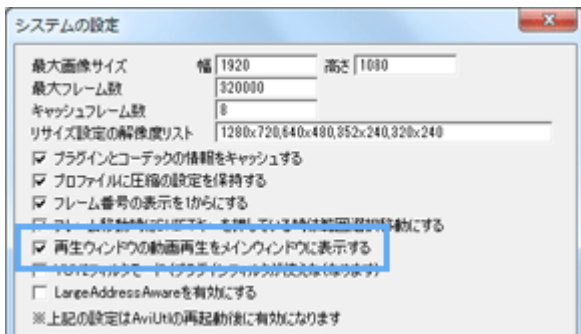 システムの設定
最大画像サイズ 幅 1920 高さ 1080
最大フレーム数 320000
キャッシュフレーム数 8
リサイズ設定の解像度リスト 1280x720,640x480,352x240,320x240
プラグインとコーデックの情報をキャッシュする
プロファイルに圧縮の設定を保持する
フレーム番号の表示を1からにする
再生ウィンドウの動画再生をメインウィンドウに表示する
LargeAddressAwareを有効にする
※上記の設定はAviUtlの再起動後に有効になります